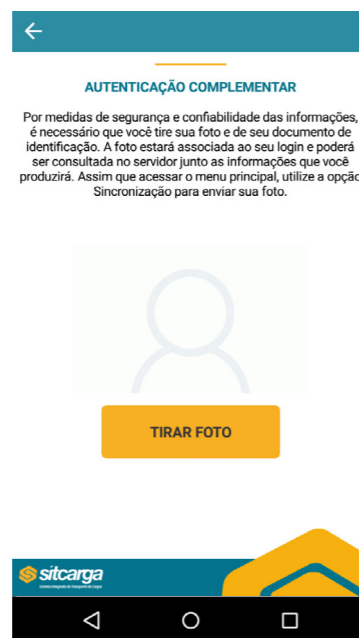 AUTENTICAÇÃO COMPLEMENTAR
Por medidas de segurança e confiabilidade das informações,
é necessário que você tire sua foto e de seu documento de
identificação. A foto estará associada ao seu login e poderá
ser consultada no servidor junto as informações que você
produzirá. Assim que acessar o menu principal, utilize a opção
Sincronização para enviar sua foto.
TIRAR FOTO
sitcarga